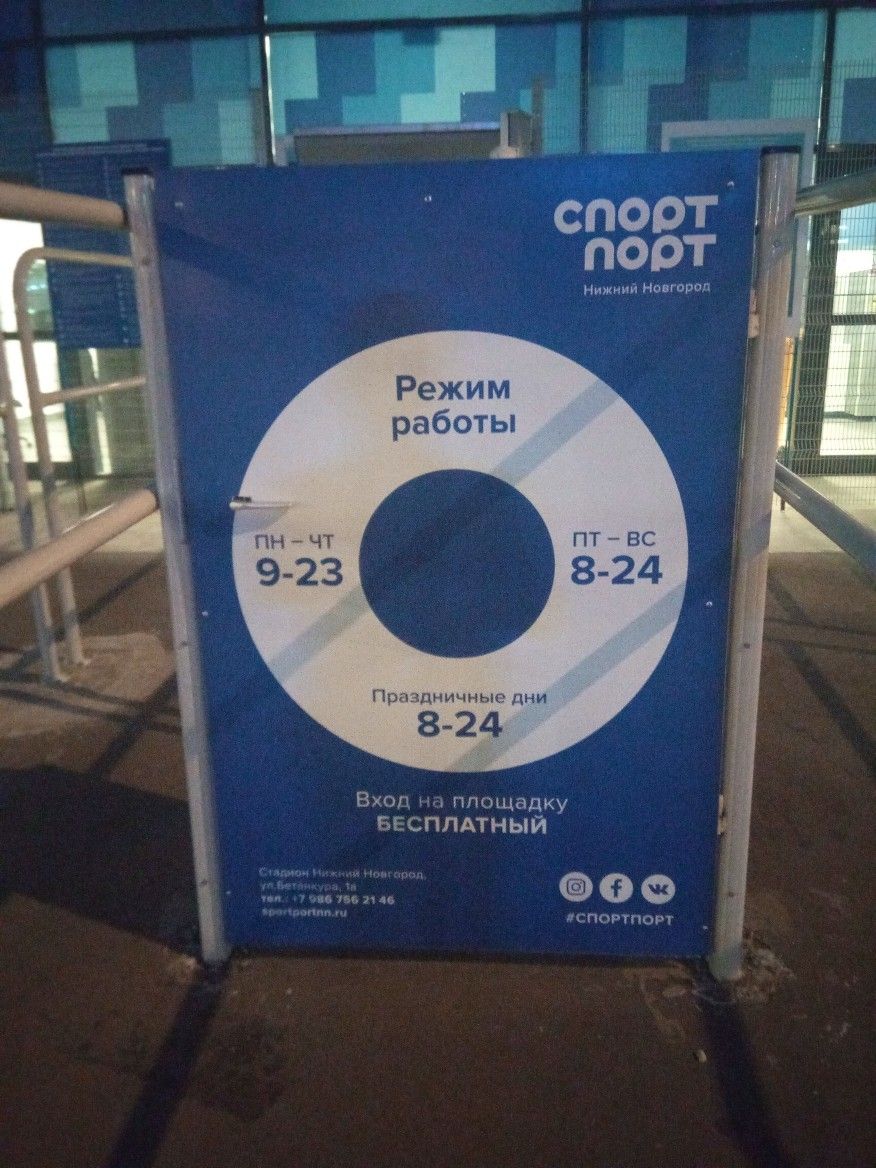 спорт
порт
Нижний Новгород
Режим
работы
ПН – ЧТ
9-23
ПТ – ВС
8-24
Праздничные дни
8-24
Вход на площадку
БЕСПЛАТНЫЙ
Стадион Нижний Новгород,
ул.Бетанкура, 1а
тел.: +7 986 756 21 46
sportportnn.ru
#СПОРТПОРТ